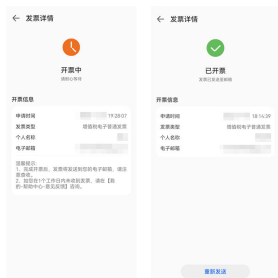 ← 发票详情
开票中
请耐心等待
开票信息
申请时间 19:28:07
发票类型 增值税电子普通发票
个人名称
电子邮箱
温馨提示:
1、完成开票后，发票将发送到您的电子邮箱，请注
意查收。
2、如您在1个工作日内未收到发票，请在【我
的-帮助中心-意见反馈】咨询。
← 发票详情
已开票
发票已发送至邮箱
开票信息
申请时间 18:14:39
发票类型 增值税电子普通发票
个人名称
电子邮箱
重新发送